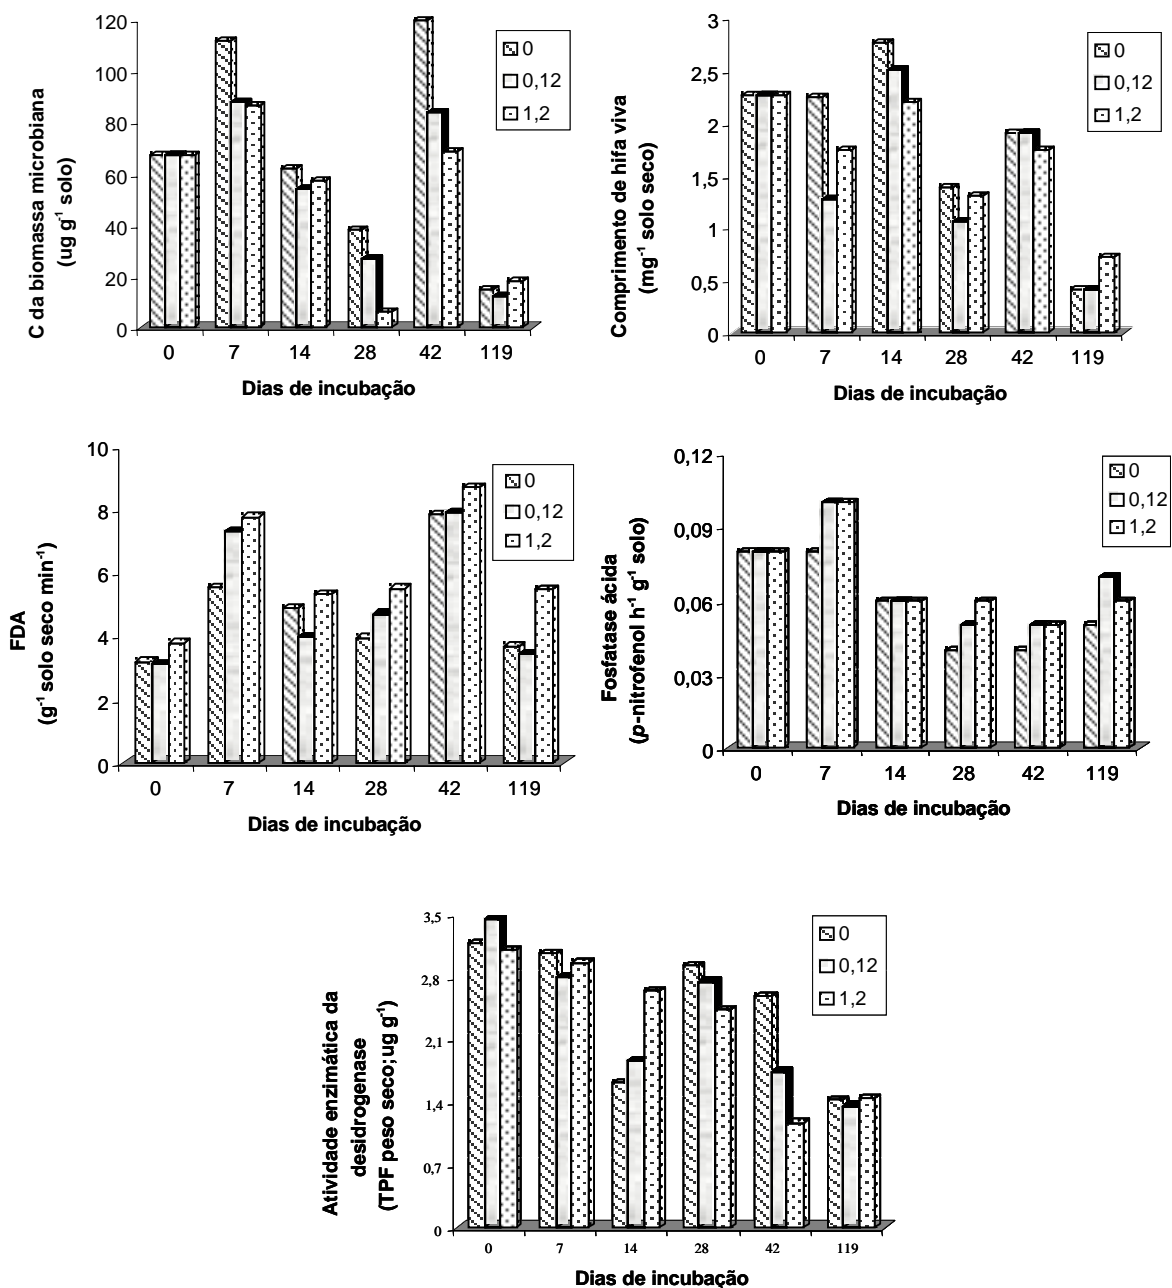 C da biomassa microbiana
(ug g⁻¹ solo)
120
100
80
60
40
20
0
0
0,12
1,2
0 7 14 28 42 119
Dias de incubação
Comprimento de hifa viva
(mg⁻¹ solo seco)
3
2,5
2
1,5
1
0,5
0
0
0,12
1,2
0 7 14 28 42 119
Dias de incubação
FDA
(g⁻¹ solo seco min⁻¹)
10
8
6
4
2
0
0
0,12
1,2
0 7 14 28 42 119
Dias de incubação
Fosfatase ácida
(p-nitrofenol h⁻¹ g⁻¹ solo)
0,12
0,09
0,06
0,03
0
0
0,12
1,2
0 7 14 28 42 119
Dias de incubação
Atividade enzimática da
desidrogenase
(TPF peso seco; ug g⁻¹)
3,5
2,8
2,1
1,4
0,7
0
0
0,12
1,2
0 7 14 28 42 119
Dias de incubação